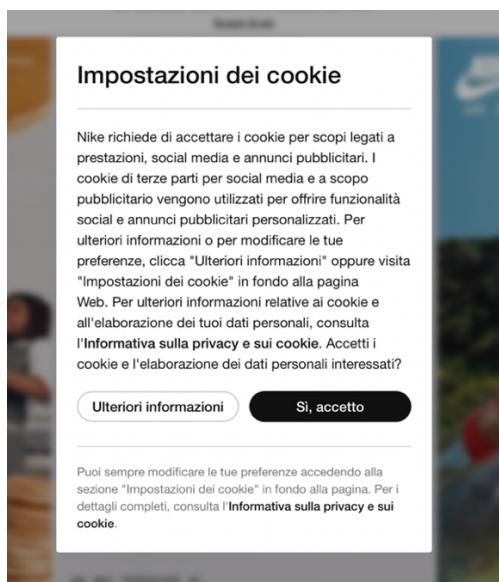 Impostazioni dei cookie
Nike richiede di accettare i cookie per scopi legati a
prestazioni, social media e annunci pubblicitari. I
cookie di terze parti per social media e a scopo
pubblicitario vengono utilizzati per offrire funzionalità
social e annunci pubblicitari personalizzati. Per
ulteriori informazioni o per modificare le tue
preferenze, clicca "Ulteriori informazioni" oppure visita
"Impostazioni dei cookie" in fondo alla pagina
Web. Per ulteriori informazioni relative ai cookie e
all'elaborazione dei tuoi dati personali, consulta
l'Informativa sulla privacy e sui cookie. Accetti i
cookie e l'elaborazione dei dati personali interessati?
Ulteriori informazioni
Sì, accetto
Puoi sempre modificare le tue preferenze accedendo alla
sezione "Impostazioni dei cookie" in fondo alla pagina. Per i
dettagli completi, consulta l'Informativa sulla privacy e sui
cookie.